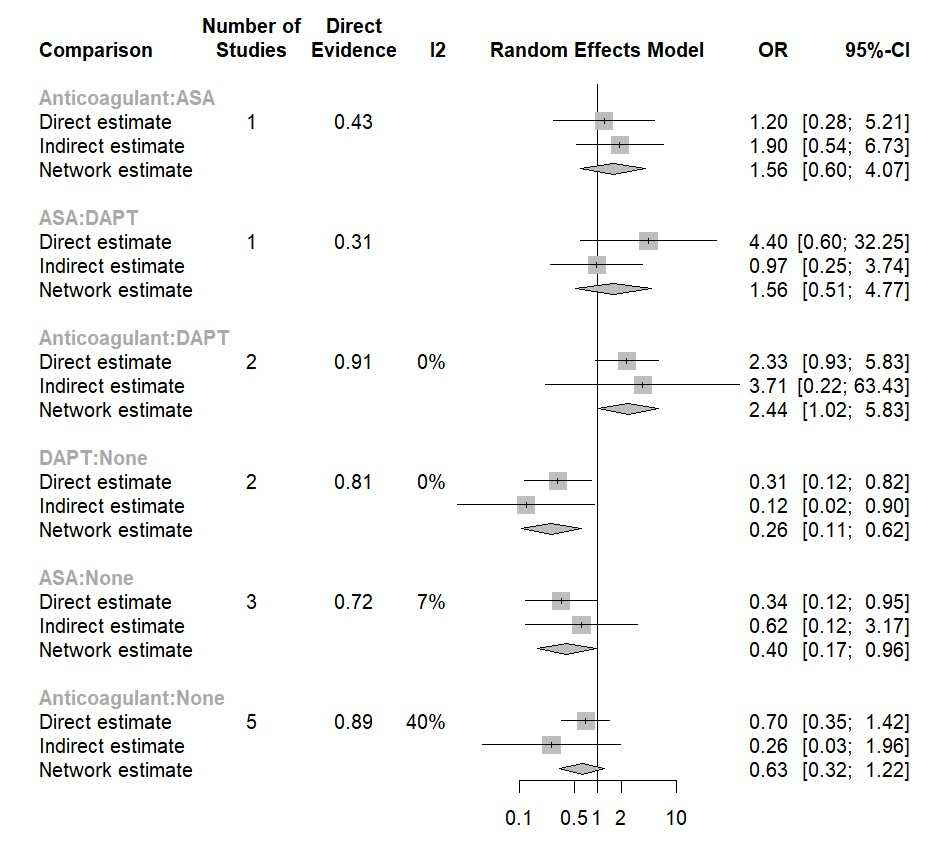 Number of Direct
Comparison Studies Evidence I2 Random Effects Model OR 95%-CI
Anticoagulant:ASA
Direct estimate 1 0.43 1.20 [0.28; 5.21]
Indirect estimate 1.90 [0.54; 6.73]
Network estimate 1.56 [0.60; 4.07]
ASA:DAPT
Direct estimate 1 0.31 4.40 [0.60; 32.25]
Indirect estimate 0.97 [0.25; 3.74]
Network estimate 1.56 [0.51; 4.77]
Anticoagulant:DAPT
Direct estimate 2 0.91 0% 2.33 [0.93; 5.83]
Indirect estimate 3.71 [0.22; 63.43]
Network estimate 2.44 [1.02; 5.83]
DAPT:None
Direct estimate 2 0.81 0% 0.31 [0.12; 0.82]
Indirect estimate 0.12 [0.02; 0.90]
Network estimate 0.26 [0.11; 0.62]
ASA:None
Direct estimate 3 0.72 7% 0.34 [0.12; 0.95]
Indirect estimate 0.62 [0.12; 3.17]
Network estimate 0.40 [0.17; 0.96]
Anticoagulant:None
Direct estimate 5 0.89 40% 0.70 [0.35; 1.42]
Indirect estimate 0.26 [0.03; 1.96]
Network estimate 0.63 [0.32; 1.22]
0.1 0.5 1 2 10